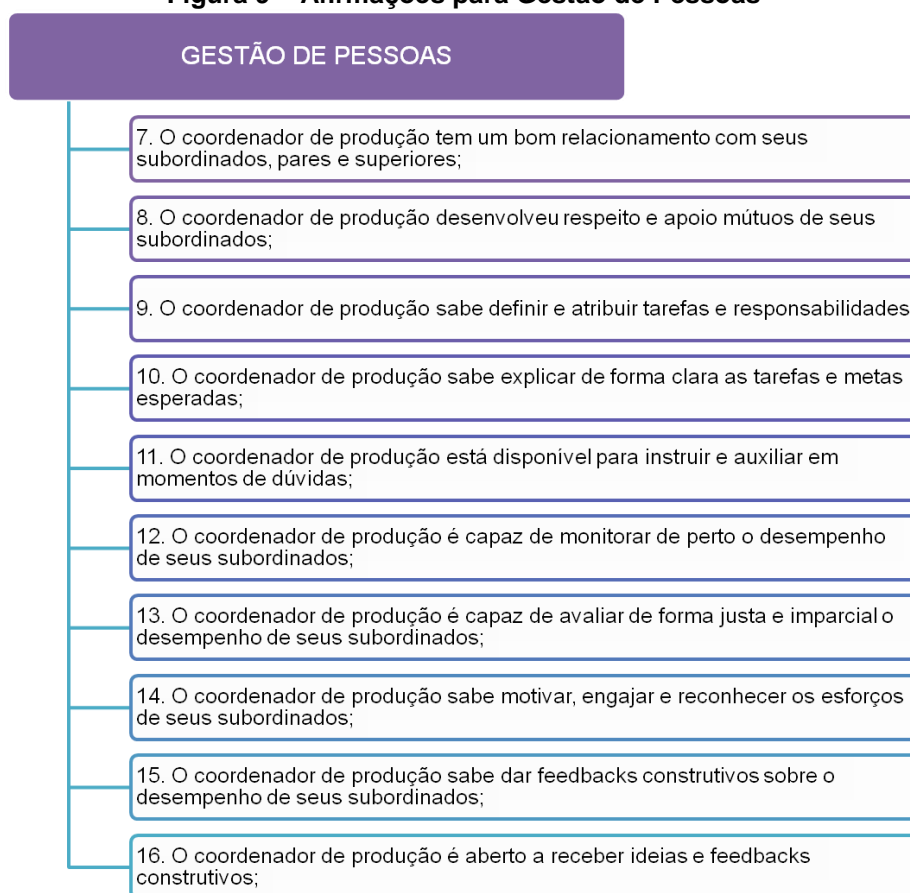 Afirmações para Gestão de Pessoas
GESTÃO DE PESSOAS
7. O coordenador de produção tem um bom relacionamento com seus
subordinados, pares e superiores;
8. O coordenador de produção desenvolveu respeito e apoio mútuos de seus
subordinados;
9. O coordenador de produção sabe definir e atribuir tarefas e responsabilidades
10. O coordenador de produção sabe explicar de forma clara as tarefas e metas
esperadas;
11. O coordenador de produção está disponível para instruir e auxiliar em
momentos de dúvidas;
12. O coordenador de produção é capaz de monitorar de perto o desempenho
de seus subordinados;
13. O coordenador de produção é capaz de avaliar de forma justa e imparcial o
desempenho de seus subordinados;
14. O coordenador de produção sabe motivar, engajar e reconhecer os esforços
de seus subordinados;
15. O coordenador de produção sabe dar feedbacks construtivos sobre o
desempenho de seus subordinados;
16. O coordenador de produção é aberto a receber ideias e feedbacks
construtivos;